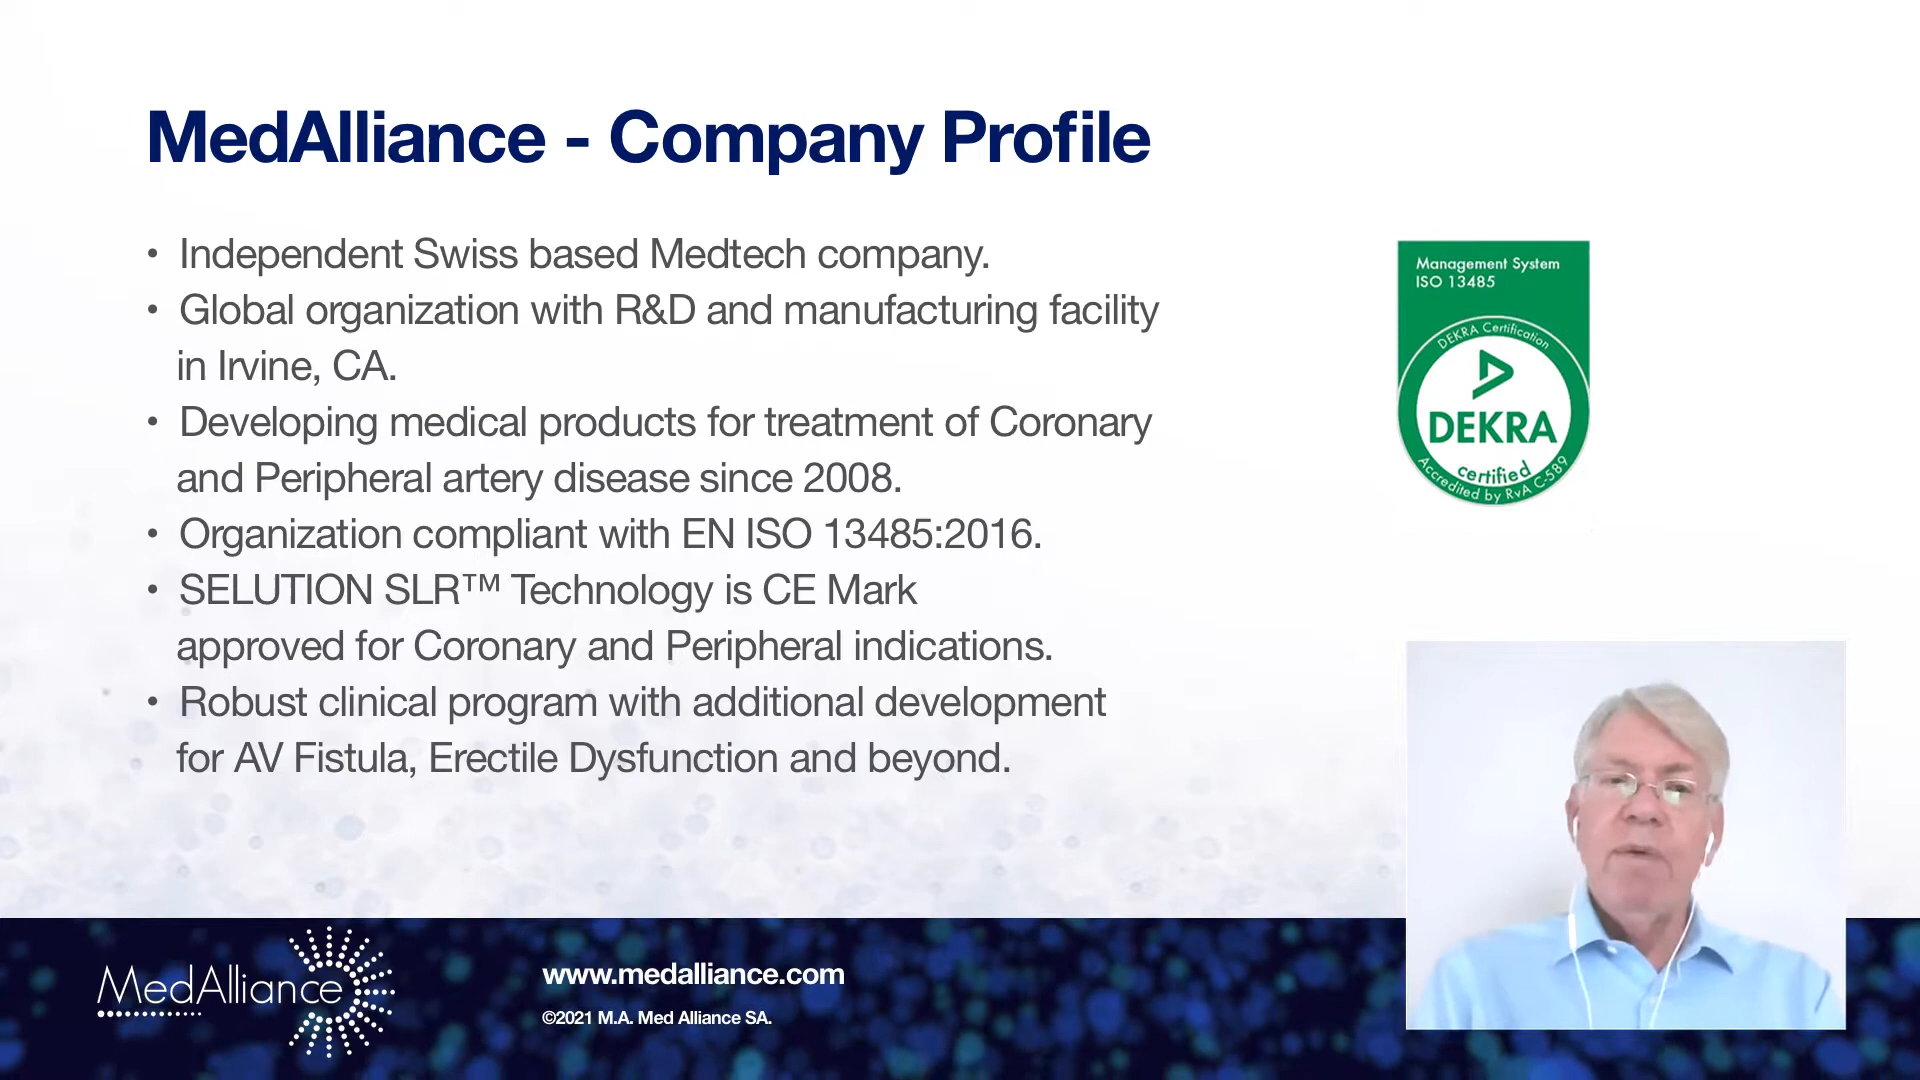 MedAlliance - Company Profile
• Independent Swiss based Medtech company.
• Global organization with R&D and manufacturing facility
in Irvine, CA.
• Developing medical products for treatment of Coronary
and Peripheral artery disease since 2008.
• Organization compliant with EN ISO 13485:2016.
• SELUTION SLR™ Technology is CE Mark
approved for Coronary and Peripheral indications.
• Robust clinical program with additional development
for AV Fistula, Erectile Dysfunction and beyond.
Management System
ISO 13485
DEKRA Certification
DEKRA
certified
Accredited by RvA C-589
MedAlliance
www.medalliance.com
©2021 M.A. Med Alliance SA.